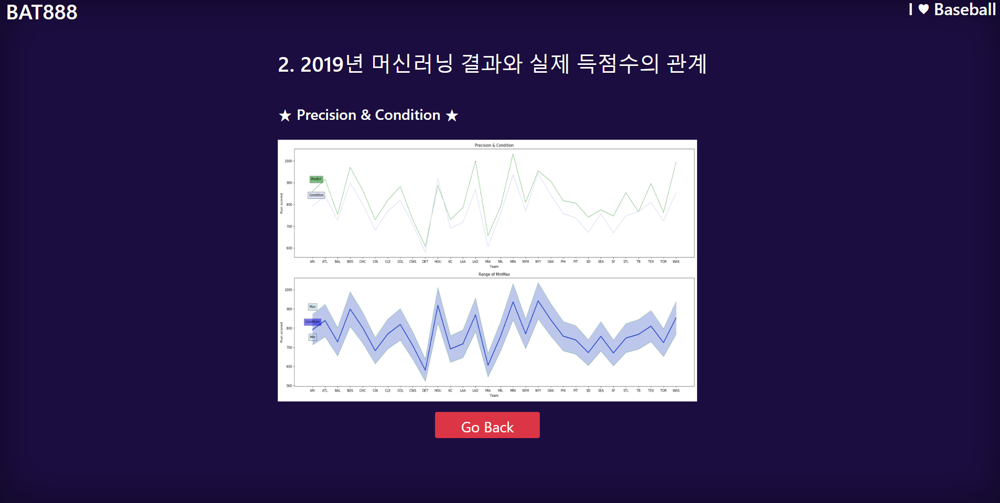 BAT888
I ♥ Baseball
2. 2019년 머신러닝 결과와 실제 득점수의 관계
★ Precision & Condition ★
Precision & Condition
1000
900
800
700
600
Run scored
Predict
Condition
ARI ATL BAL BOS CHC CIN CLE COL CWS DET HOU KC LAA LAD MIA MIL MIN NYM NYY OAK PHI PIT SD SEA SF STL TB TEX TOR WAS
Team
Range of MinMax
1000
900
800
700
600
500
Run scored
Max
Condition
Min
ARI ATL BAL BOS CHC CIN CLE COL CWS DET HOU KC LAA LAD MIA MIL MIN NYM NYY OAK PHI PIT SD SEA SF STL TB TEX TOR WAS
Team
Go Back